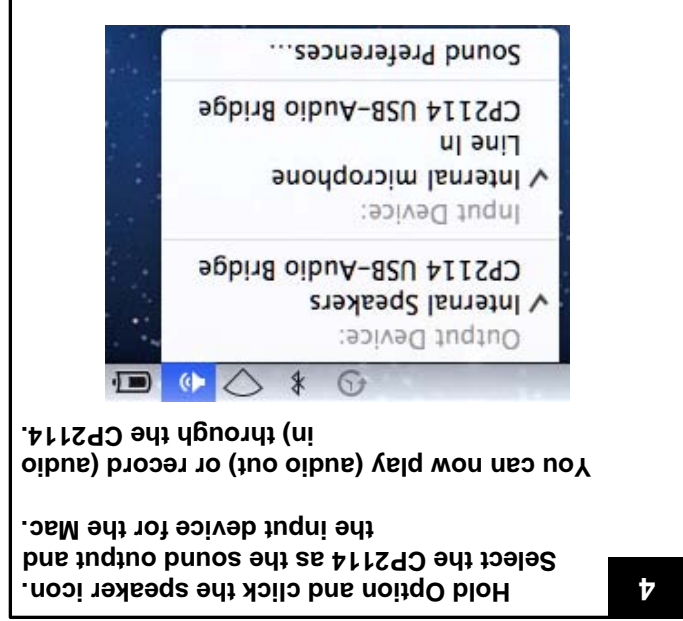 4
Hold Option and click the speaker icon.
Select the CP2114 as the sound output and
the input device for the Mac.
You can now play (audio out) or record (audio
in) through the CP2114.
Output Device:
✓ Internal Speakers
CP2114 USB-Audio Bridge
Input Device:
✓ Internal microphone
Line In
CP2114 USB-Audio Bridge
Sound Preferences...